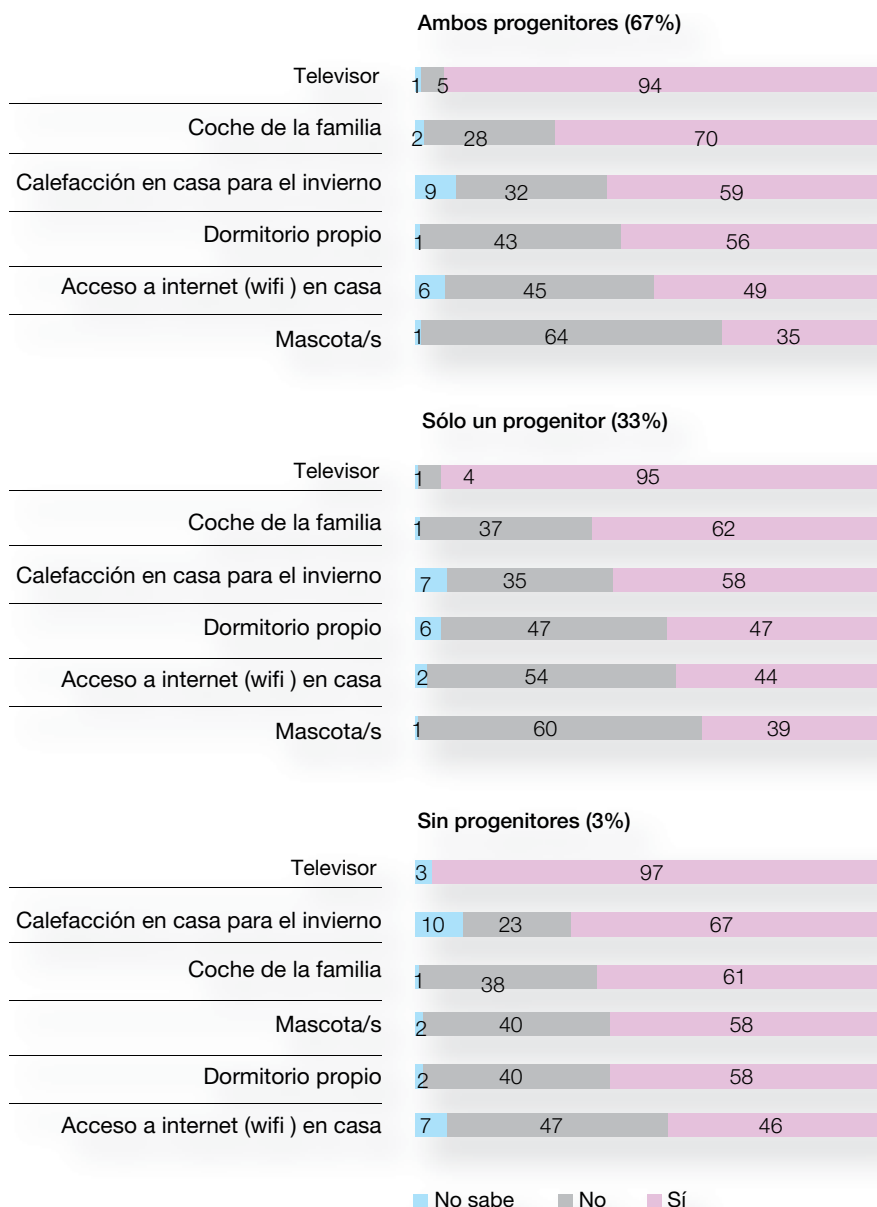 Ambos progenitores (67%)
Televisor 1 5 94
Coche de la familia 2 28 70
Calefacción en casa para el invierno 9 32 59
Dormitorio propio 1 43 56
Acceso a internet (wifi ) en casa 6 45 49
Mascota/s 1 64 35
Sólo un progenitor (33%)
Televisor 1 4 95
Coche de la familia 1 37 62
Calefacción en casa para el invierno 7 35 58
Dormitorio propio 6 47 47
Acceso a internet (wifi ) en casa 2 54 44
Mascota/s 1 60 39
Sin progenitores (3%)
Televisor 3 97
Calefacción en casa para el invierno 10 23 67
Coche de la familia 1 38 61
Mascota/s 2 40 58
Dormitorio propio 2 40 58
Acceso a internet (wifi ) en casa 7 47 46
No sabe No Sí